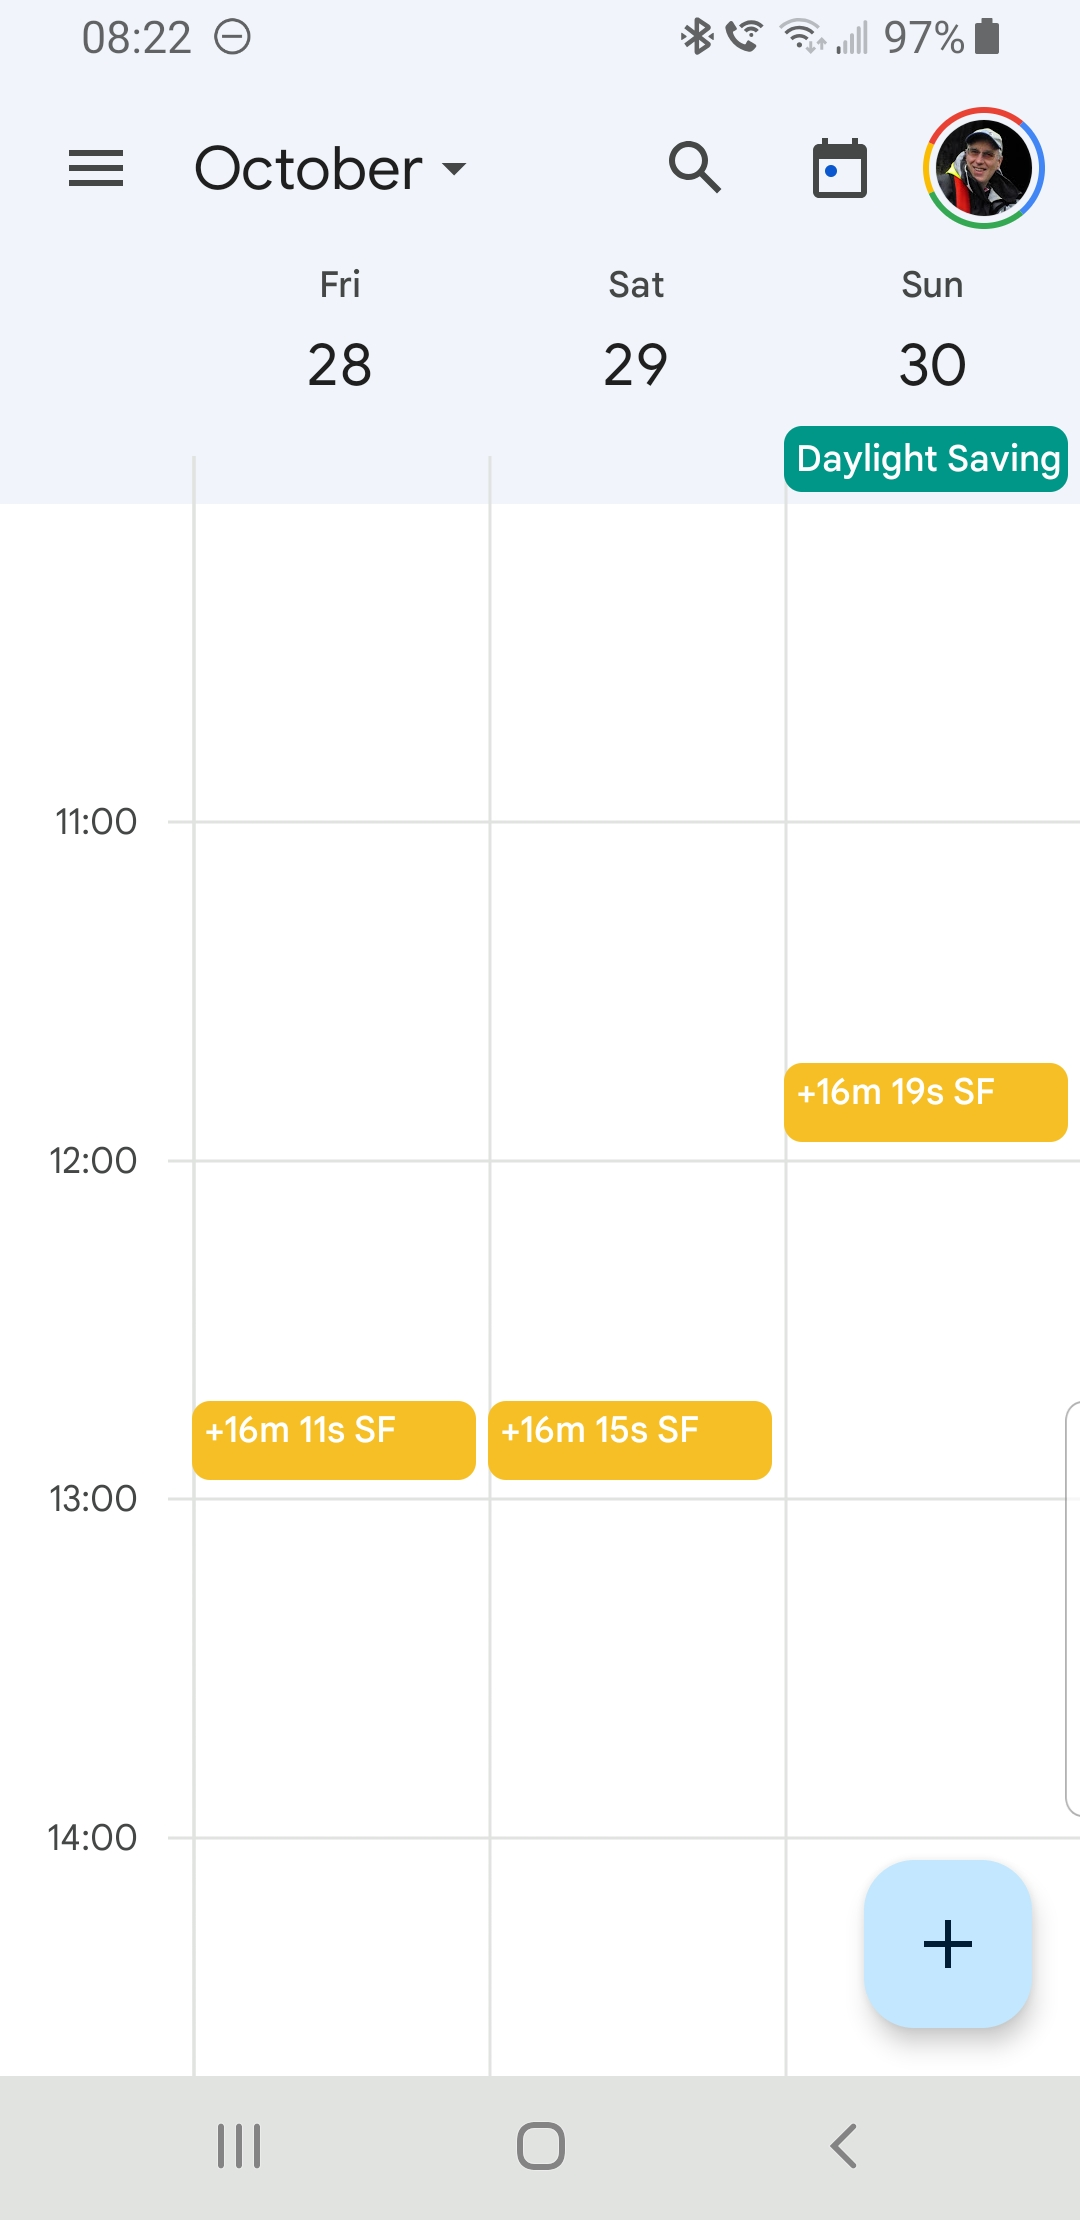 08:22 97%
October
Fri Sat Sun
28 29 30
Daylight Saving
11:00
+16m 19s SF
12:00
+16m 11s SF +16m 15s SF
13:00
14:00